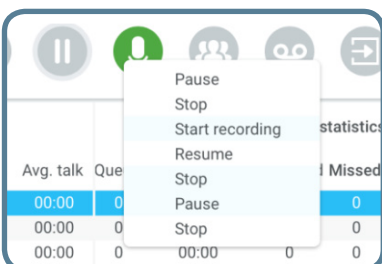 Pause
Stop
Start recording
statistics
Resume
Avg. talk Que Stop Missed
00:00 0 Pause 0
00:00 0 Stop 0
00:00 0 00:00 0 0